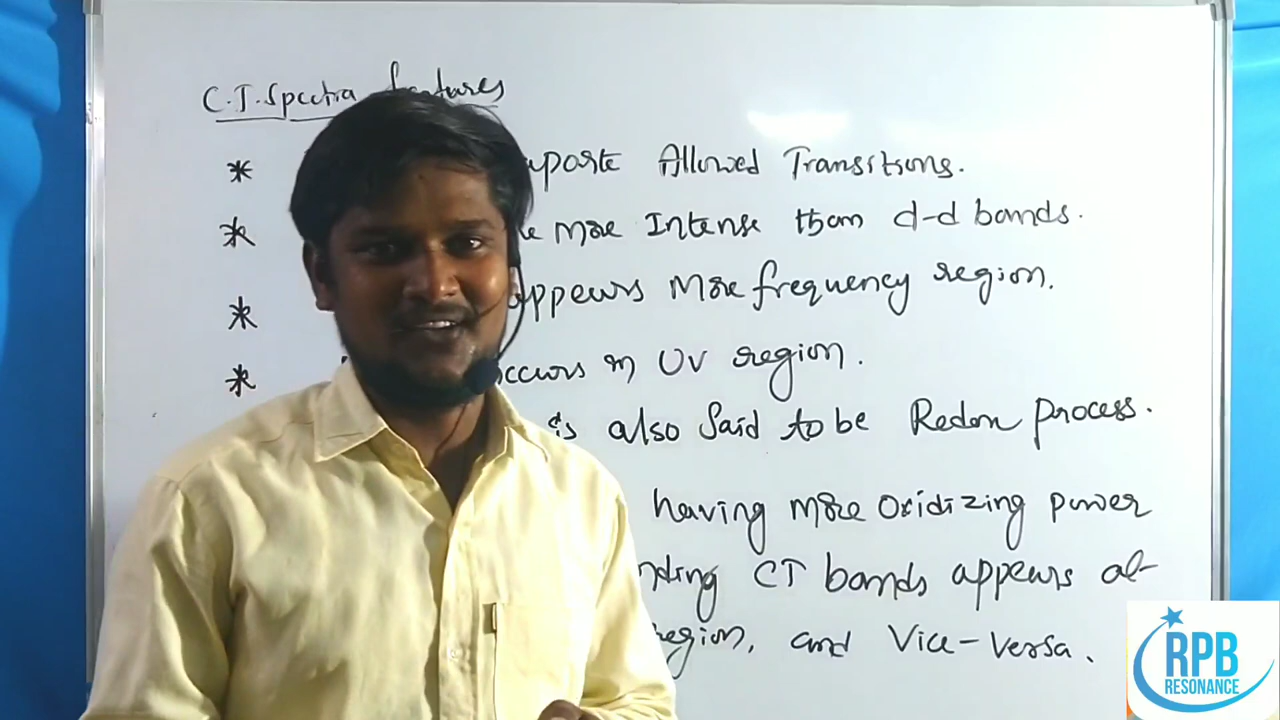 C.T. Spectra features
* Allowed Transitions.
* more Intense than d-d bands.
* appears more frequency region.
* occurs in UV region.
is also said to be Redox process.
having more oxidizing power
CT bands appears at
region, and Vice-versa.
RPB
RESONANCE